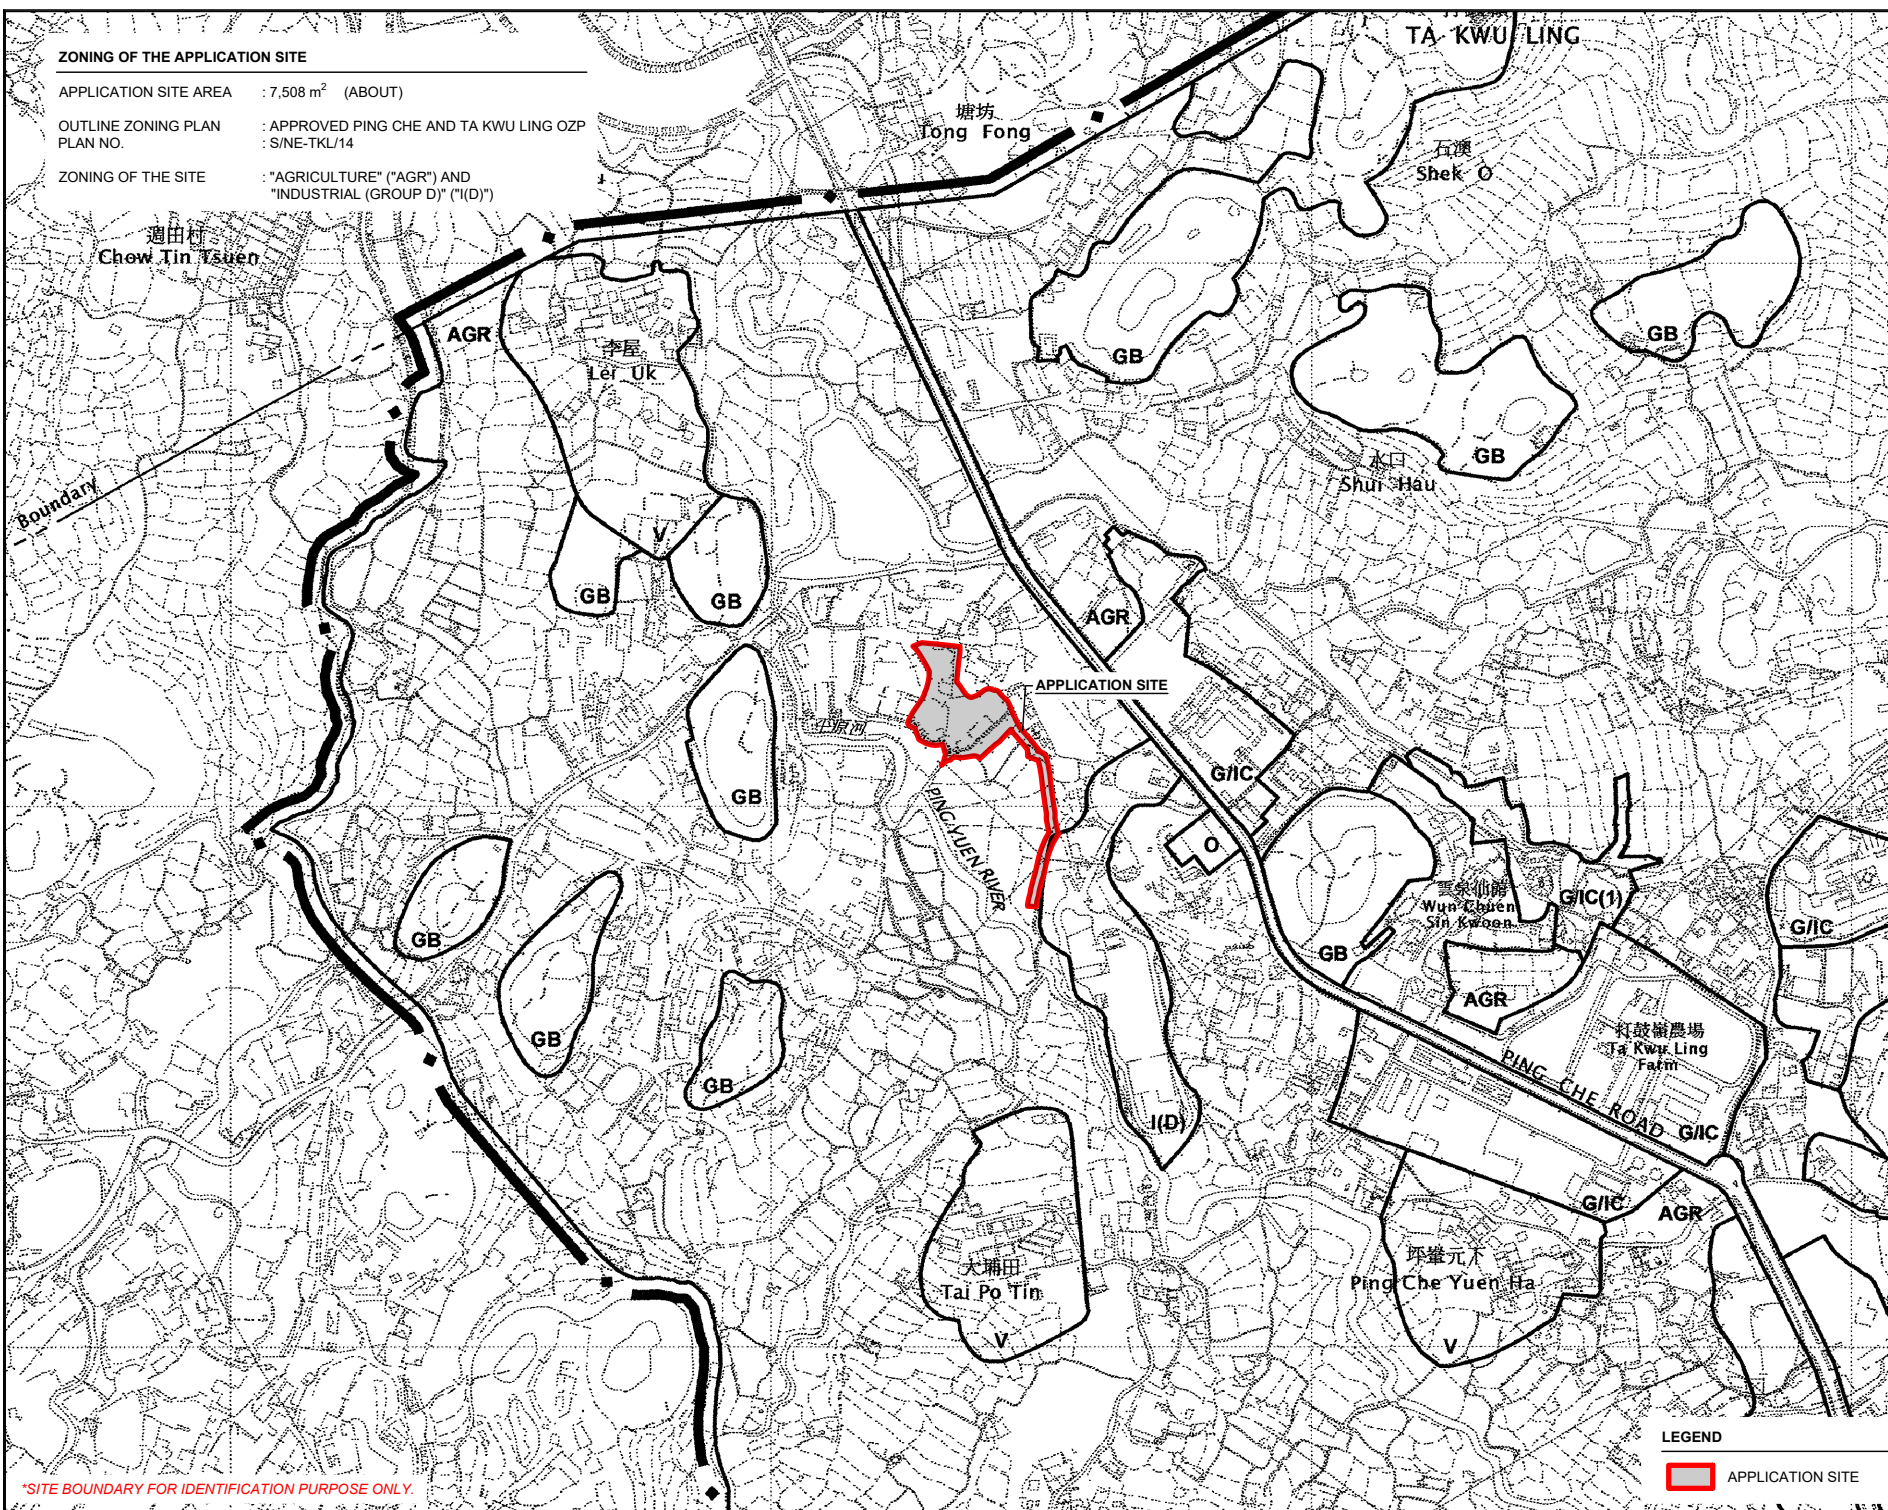 ZONING OF THE APPLICATION SITE
APPLICATION SITE AREA : 7,508 m² (ABOUT)
OUTLINE ZONING PLAN : APPROVED PING CHE AND TA KWU LING OZP
PLAN NO. : S/NE-TKL/14
ZONING OF THE SITE : "AGRICULTURE" ("AGR") AND
"INDUSTRIAL (GROUP D)" ("I(D)")
TA KWU LING
塘坊
Tong Fong
石澳
Shek O
週田村
Chow Tin Tsuen
AGR
李屋
Lei Uk
GB
GB
GB
水口
Shui Hau
Boundary
V
GB
GB
AGR
APPLICATION SITE
平原河
PING YUEN RIVER
GB
G/IC
O
雲泉仙館
Wun Chuen
Sin Kwoon
G/IC(1)
G/IC
GB
GB
AGR
GB
GB
打鼓嶺農場
Ta Kwu Ling
Farm
PING CHE ROAD
G/IC
I(D)
G/IC
AGR
大埔田
Tai Po Tin
V
坪輋元下
Ping Che Yuen Ha
V
LEGEND
APPLICATION SITE
*SITE BOUNDARY FOR IDENTIFICATION PURPOSE ONLY.